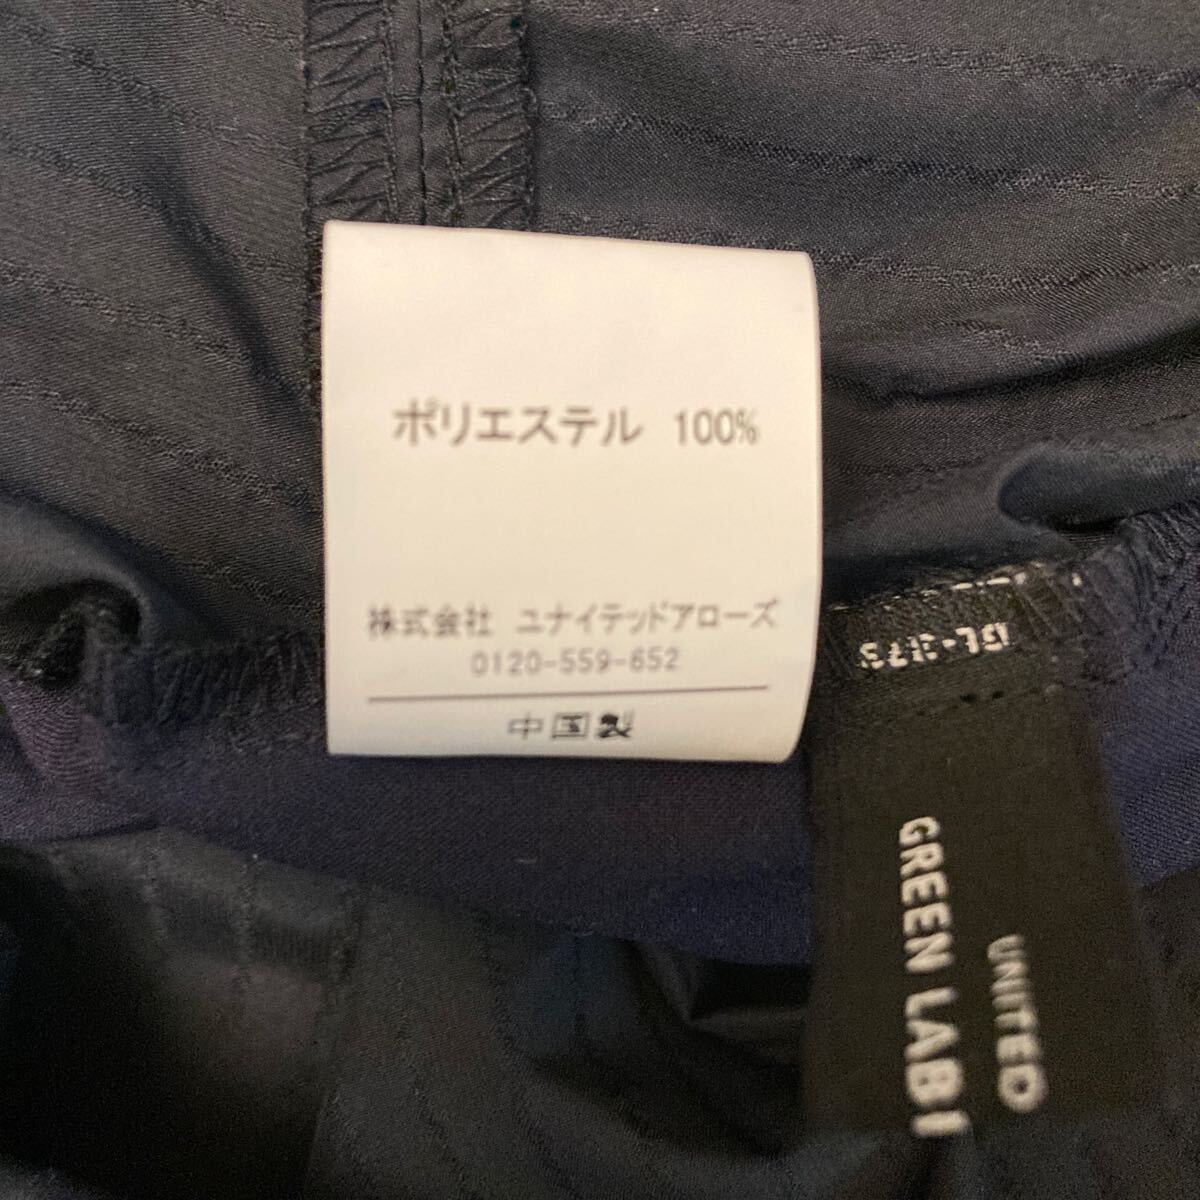 ポリエステル 100%
株式会社 ユナイテッドアローズ
0120-559-652
中国製
UNITED
GREEN LAB